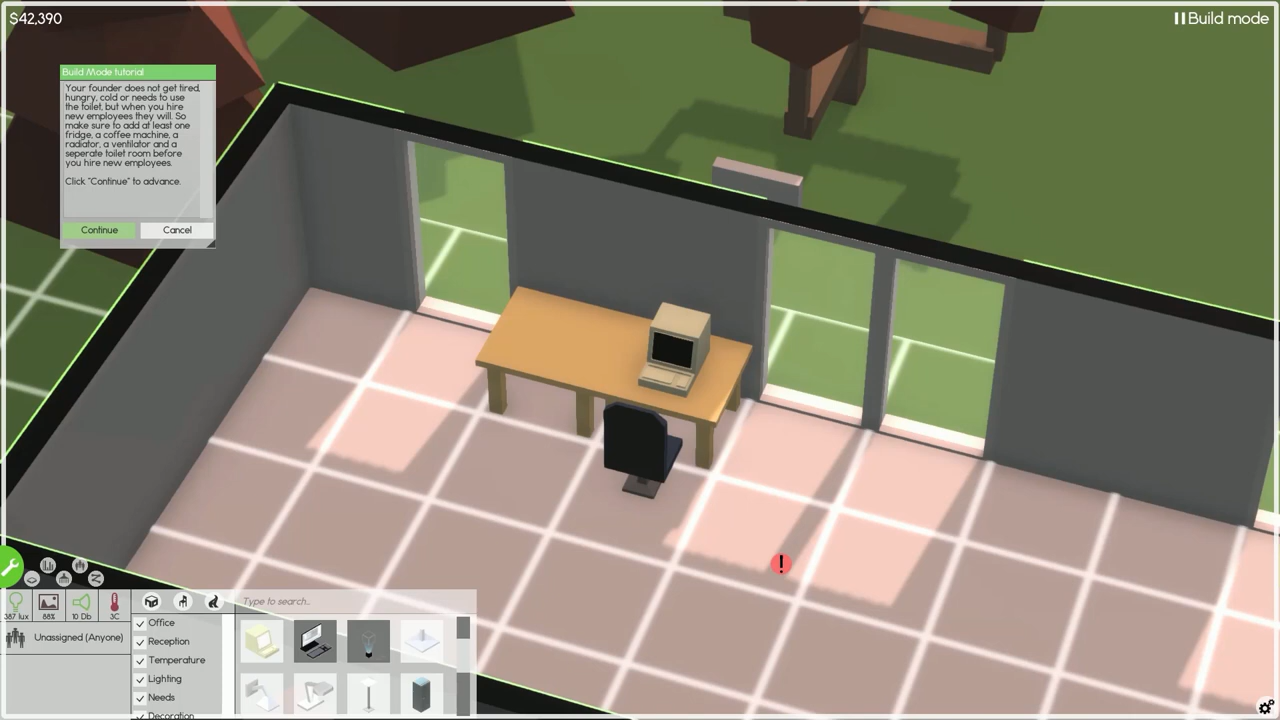 $42,390
Build mode
Build Mode tutorial
Your founder does not get tired,
hungry, cold or needs to use
the toilet, but when you hire
new employees they will. So
make sure to add at least one
fridge, a coffee machine, a
radiator, a ventilator and a
seperate toilet room before
you hire new employees.
Click "Continue" to advance.
Continue
Cancel
!
387 lux
88%
10 Db
3C
Type to search..
Unassigned (Anyone)
Office
Reception
Temperature
Lighting
Needs
Decoration